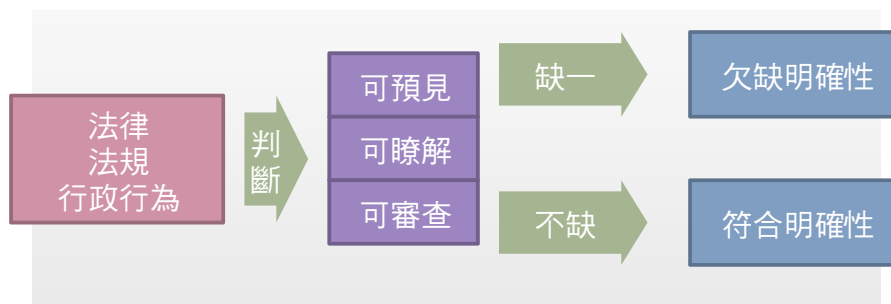 法律
法規
行政行為
判
斷
可預見
可瞭解
可審查
缺一
不缺
欠缺明確性
符合明確性